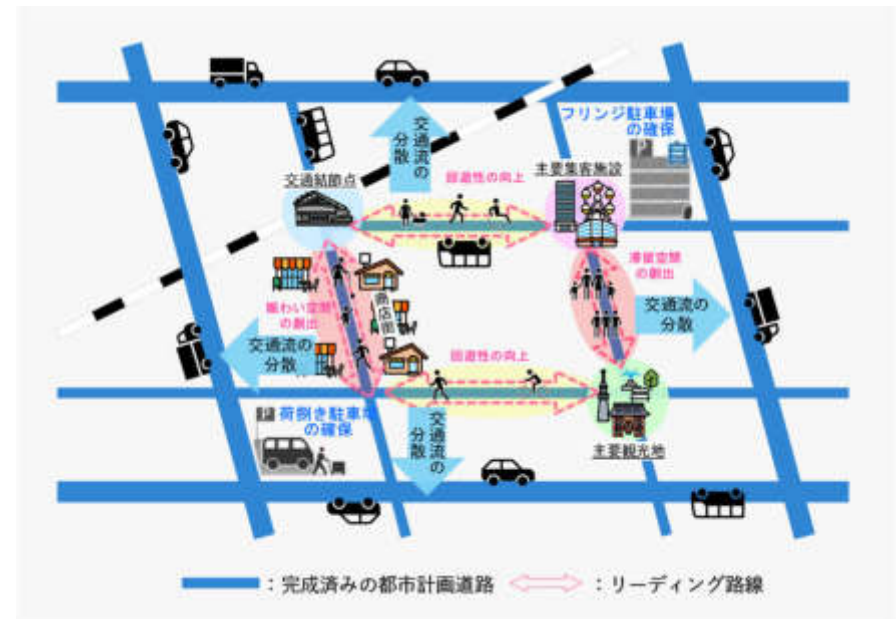 フリンジ駐車場
の確保
P
交通流の
分散
主要集客施設
回遊性の向上
交通結節点
滞留空間
の創出
賑わい空間
の創出
商店街
交通流の
分散
交通流の
分散
回遊性の向上
荷捌き駐車場
の確保
交通流の
分散
主要観光地
：完成済みの都市計画道路
：リーディング路線